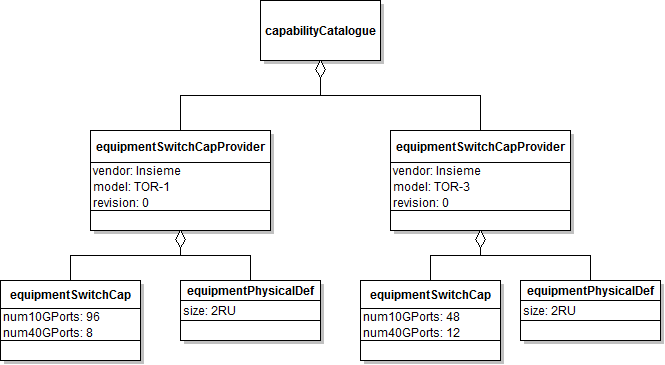 capabilityCatalogue
equipmentSwitchCapProvider
vendor: Insieme
model: TOR-1
revision: 0
equipmentSwitchCapProvider
vendor: Insieme
model: TOR-3
revision: 0
equipmentSwitchCap
num10GPorts: 96
num40GPorts: 8
equipmentPhysicalDef
size: 2RU
equipmentSwitchCap
num10GPorts: 48
num40GPorts: 12
equipmentPhysicalDef
size: 2RU